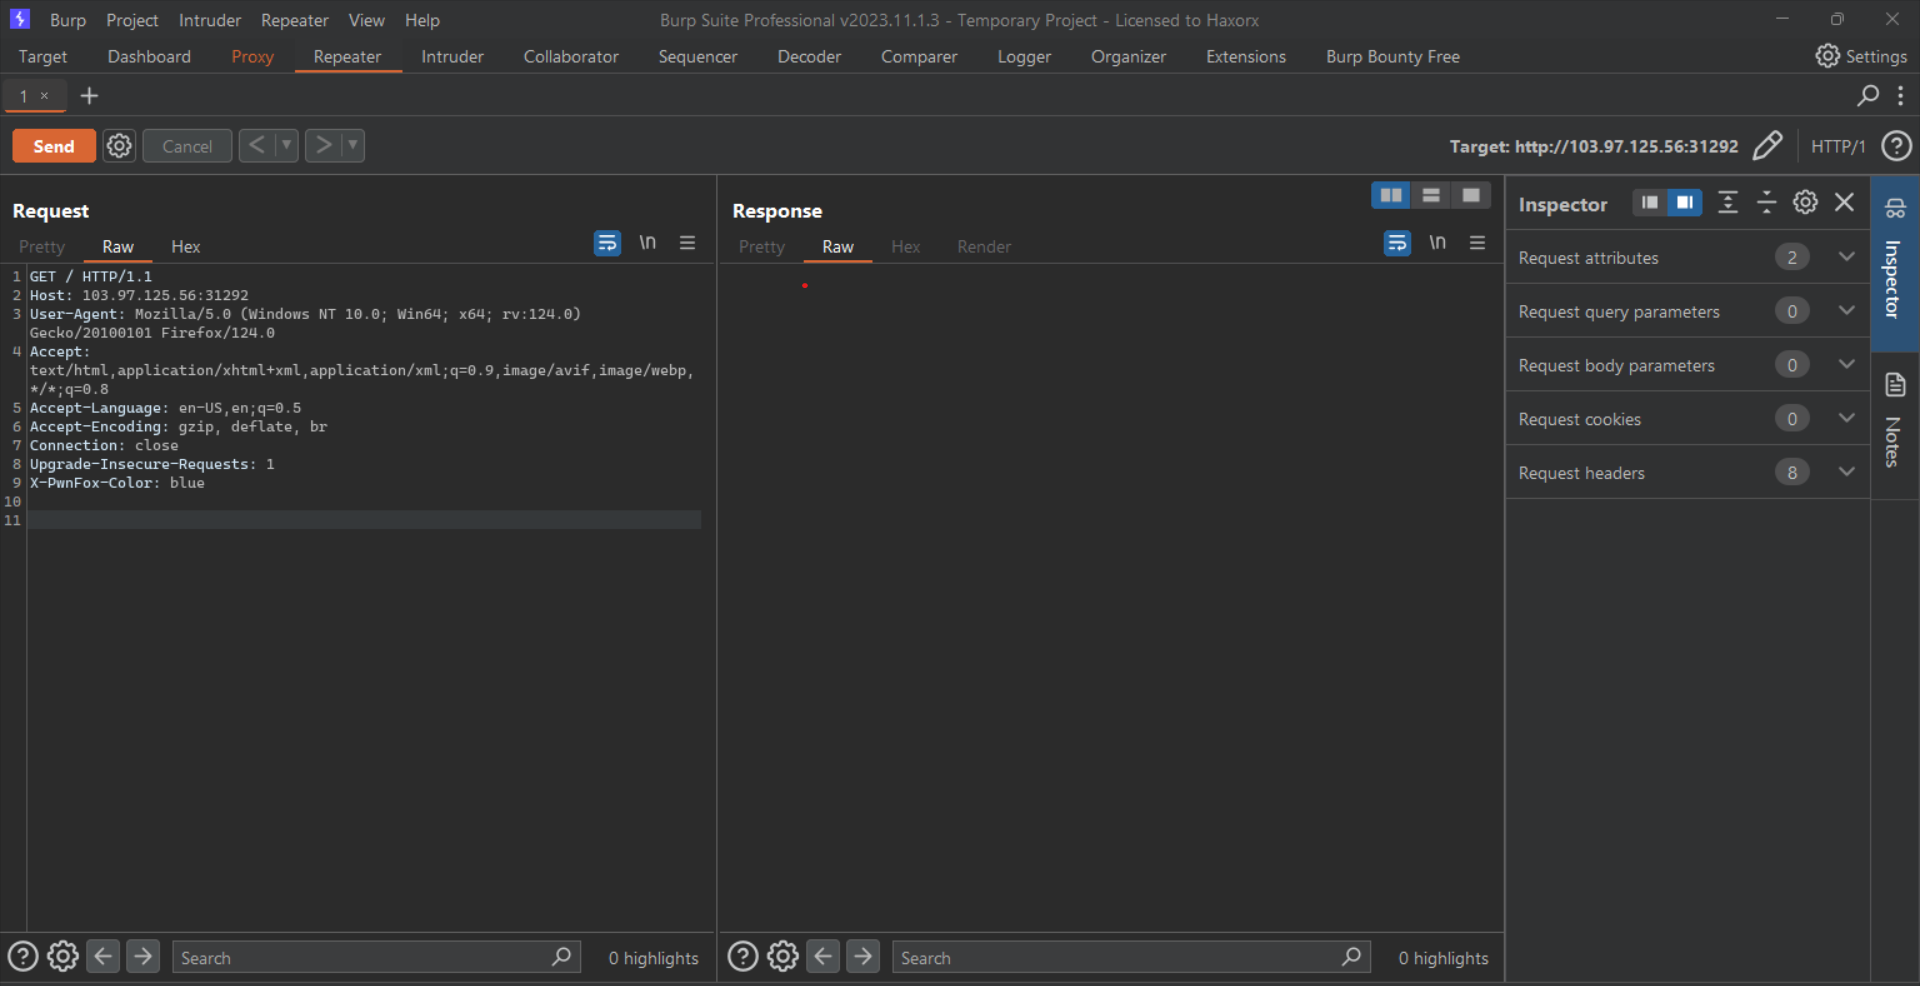 Burp Project Intruder Repeater View Help Burp Suite Professional v2023.11.1.3 - Temporary Project - Licensed to Haxorx
Target Dashboard Proxy Repeater Intruder Collaborator Sequencer Decoder Comparer Logger Organizer Extensions Burp Bounty Free Settings
1 × +
Send Cancel < > Target: http://103.97.125.56:31292 HTTP/1
Request
Pretty Raw Hex \n
1 GET / HTTP/1.1
2 Host: 103.97.125.56:31292
3 User-Agent: Mozilla/5.0 (Windows NT 10.0; Win64; x64; rv:124.0)
Gecko/20100101 Firefox/124.0
4 Accept:
text/html,application/xhtml+xml,application/xml;q=0.9,image/avif,image/webp,
*/*;q=0.8
5 Accept-Language: en-US,en;q=0.5
6 Accept-Encoding: gzip, deflate, br
7 Connection: close
8 Upgrade-Insecure-Requests: 1
9 X-PwnFox-Color: blue
10
11
Search 0 highlights
Response
Pretty Raw Hex Render \n
Search 0 highlights
Inspector
Request attributes 2
Request query parameters 0
Request body parameters 0
Request cookies 0
Request headers 8
Inspector
Notes